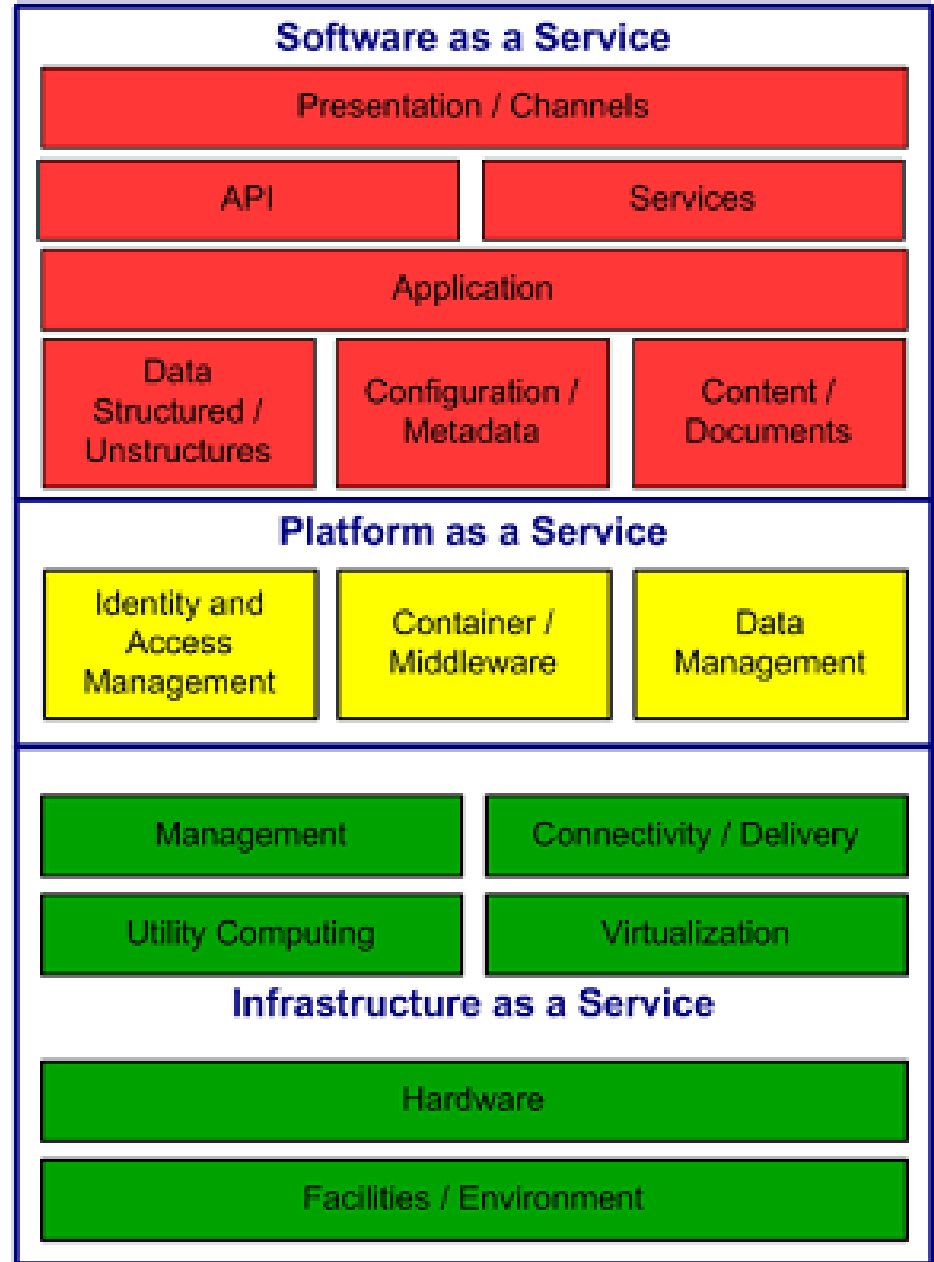 Software as a Service
Presentation / Channels
API
Services
Application
Data
Structured /
Unstructures
Configuration /
Metadata
Content /
Documents
Platform as a Service
Identity and
Access
Management
Container /
Middleware
Data
Management
Management
Connectivity / Delivery
Utility Computing
Virtualization
Infrastructure as a Service
Hardware
Facilities / Environment